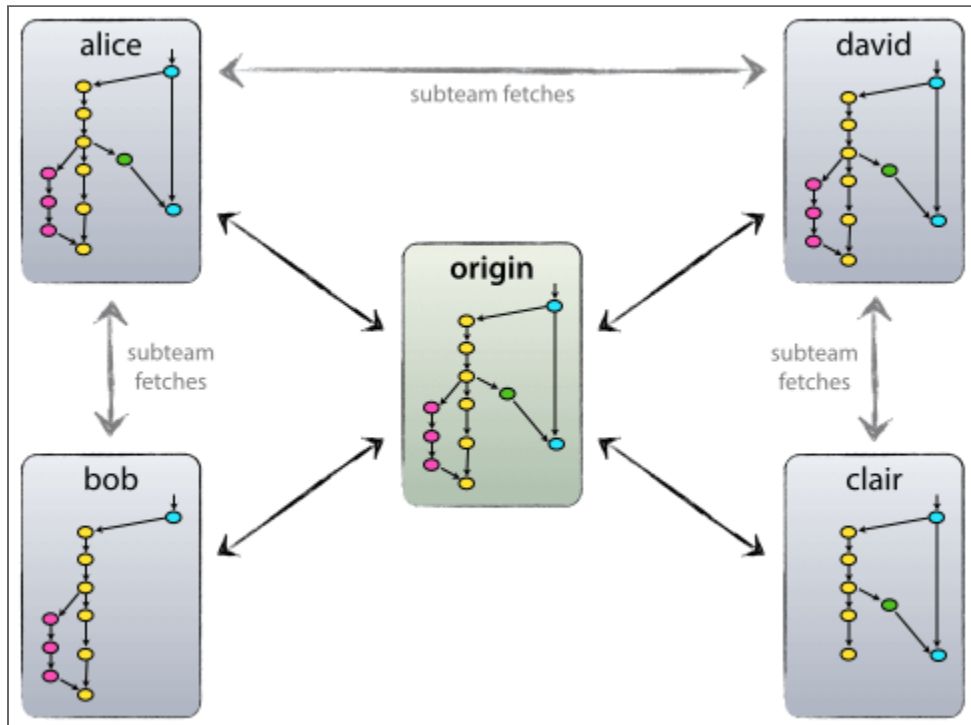 alice
david
subteam fetches
origin
subteam
fetches
subteam
fetches
bob
clair